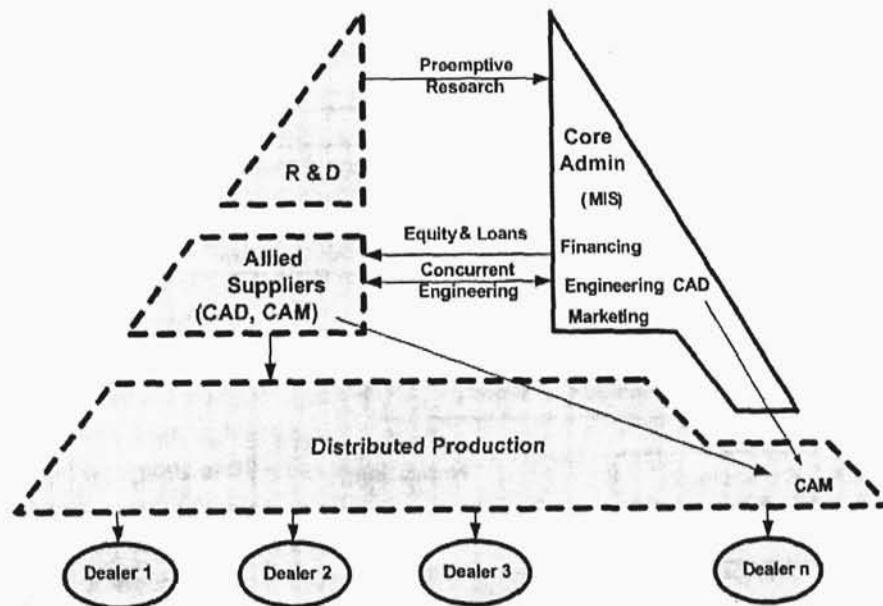 Preemptive
Research
R & D
Core
Admin
(MIS)
Equity & Loans
Financing
Allied
Suppliers
(CAD, CAM)
Concurrent
Engineering
Engineering CAD
Marketing
Distributed Production
CAM
Dealer 1
Dealer 2
Dealer 3
Dealer n